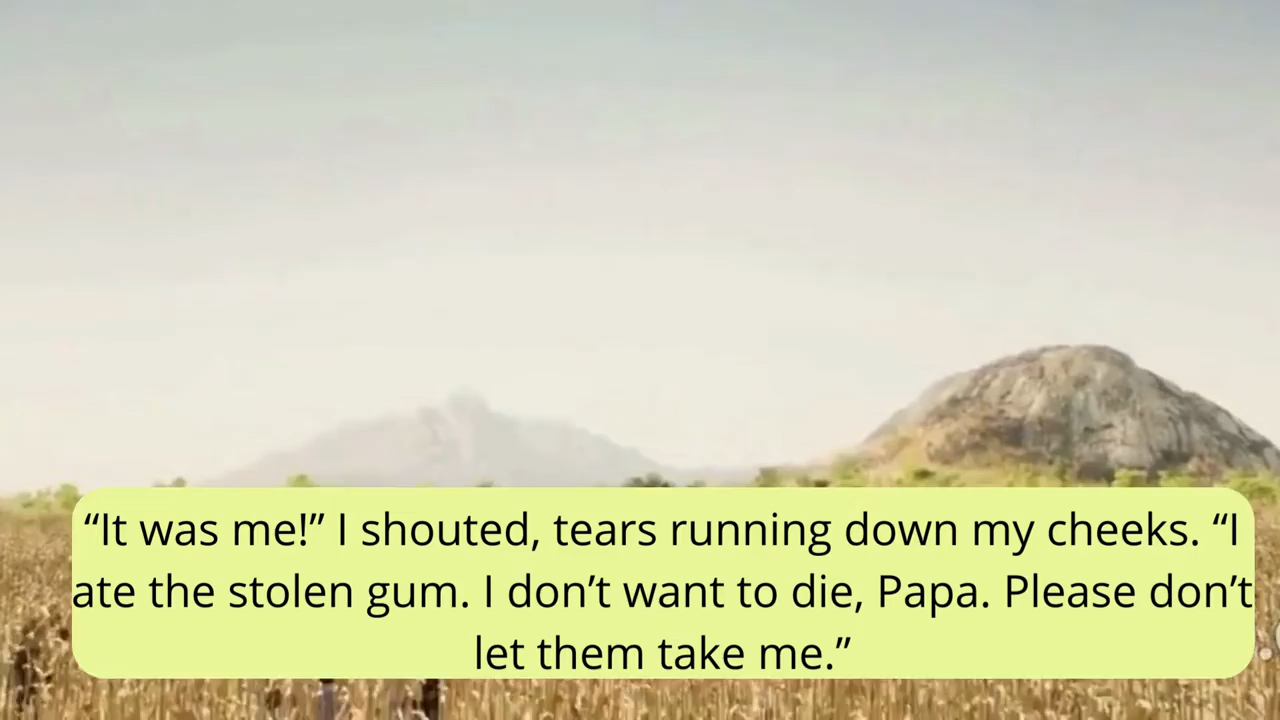 “It was me!” I shouted, tears running down my cheeks. “I
ate the stolen gum. I don’t want to die, Papa. Please don’t
let them take me.”